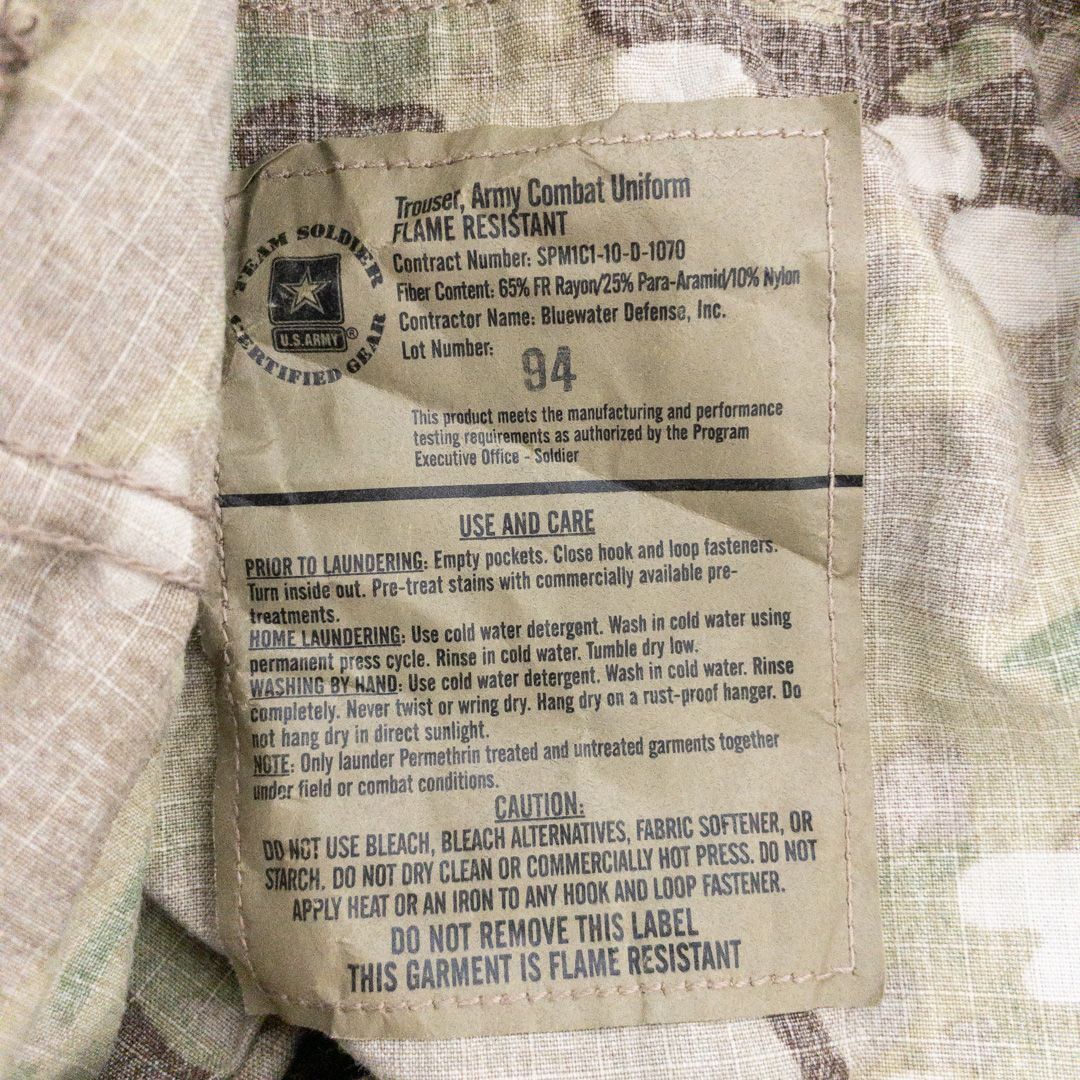 TEAM SOLDIER
U.S.ARMY®
CERTIFIED GEAR
Trouser, Army Combat Uniform
FLAME RESISTANT
Contract Number: SPM1C1-10-D-1070
Fiber Content: 65% FR Rayon/25% Para-Aramid/10% Nylon
Contractor Name: Bluewater Defense, Inc.
Lot Number:
94
This product meets the manufacturing and performance
testing requirements as authorized by the Program
Executive Office - Soldier
USE AND CARE
PRIOR TO LAUNDERING: Empty pockets. Close hook and loop fasteners.
Turn inside out. Pre-treat stains with commercially available pre-
treatments.
HOME LAUNDERING: Use cold water detergent. Wash in cold water using
permanent press cycle. Rinse in cold water. Tumble dry low.
WASHING BY HAND: Use cold water detergent. Wash in cold water. Rinse
completely. Never twist or wring dry. Hang dry on a rust-proof hanger. Do
not hang dry in direct sunlight.
NOTE: Only launder Permethrin treated and untreated garments together
under field or combat conditions.
CAUTION:
DO NOT USE BLEACH, BLEACH ALTERNATIVES, FABRIC SOFTENER, OR
STARCH. DO NOT DRY CLEAN OR COMMERCIALLY HOT PRESS. DO NOT
APPLY HEAT OR AN IRON TO ANY HOOK AND LOOP FASTENER.
DO NOT REMOVE THIS LABEL
THIS GARMENT IS FLAME RESISTANT